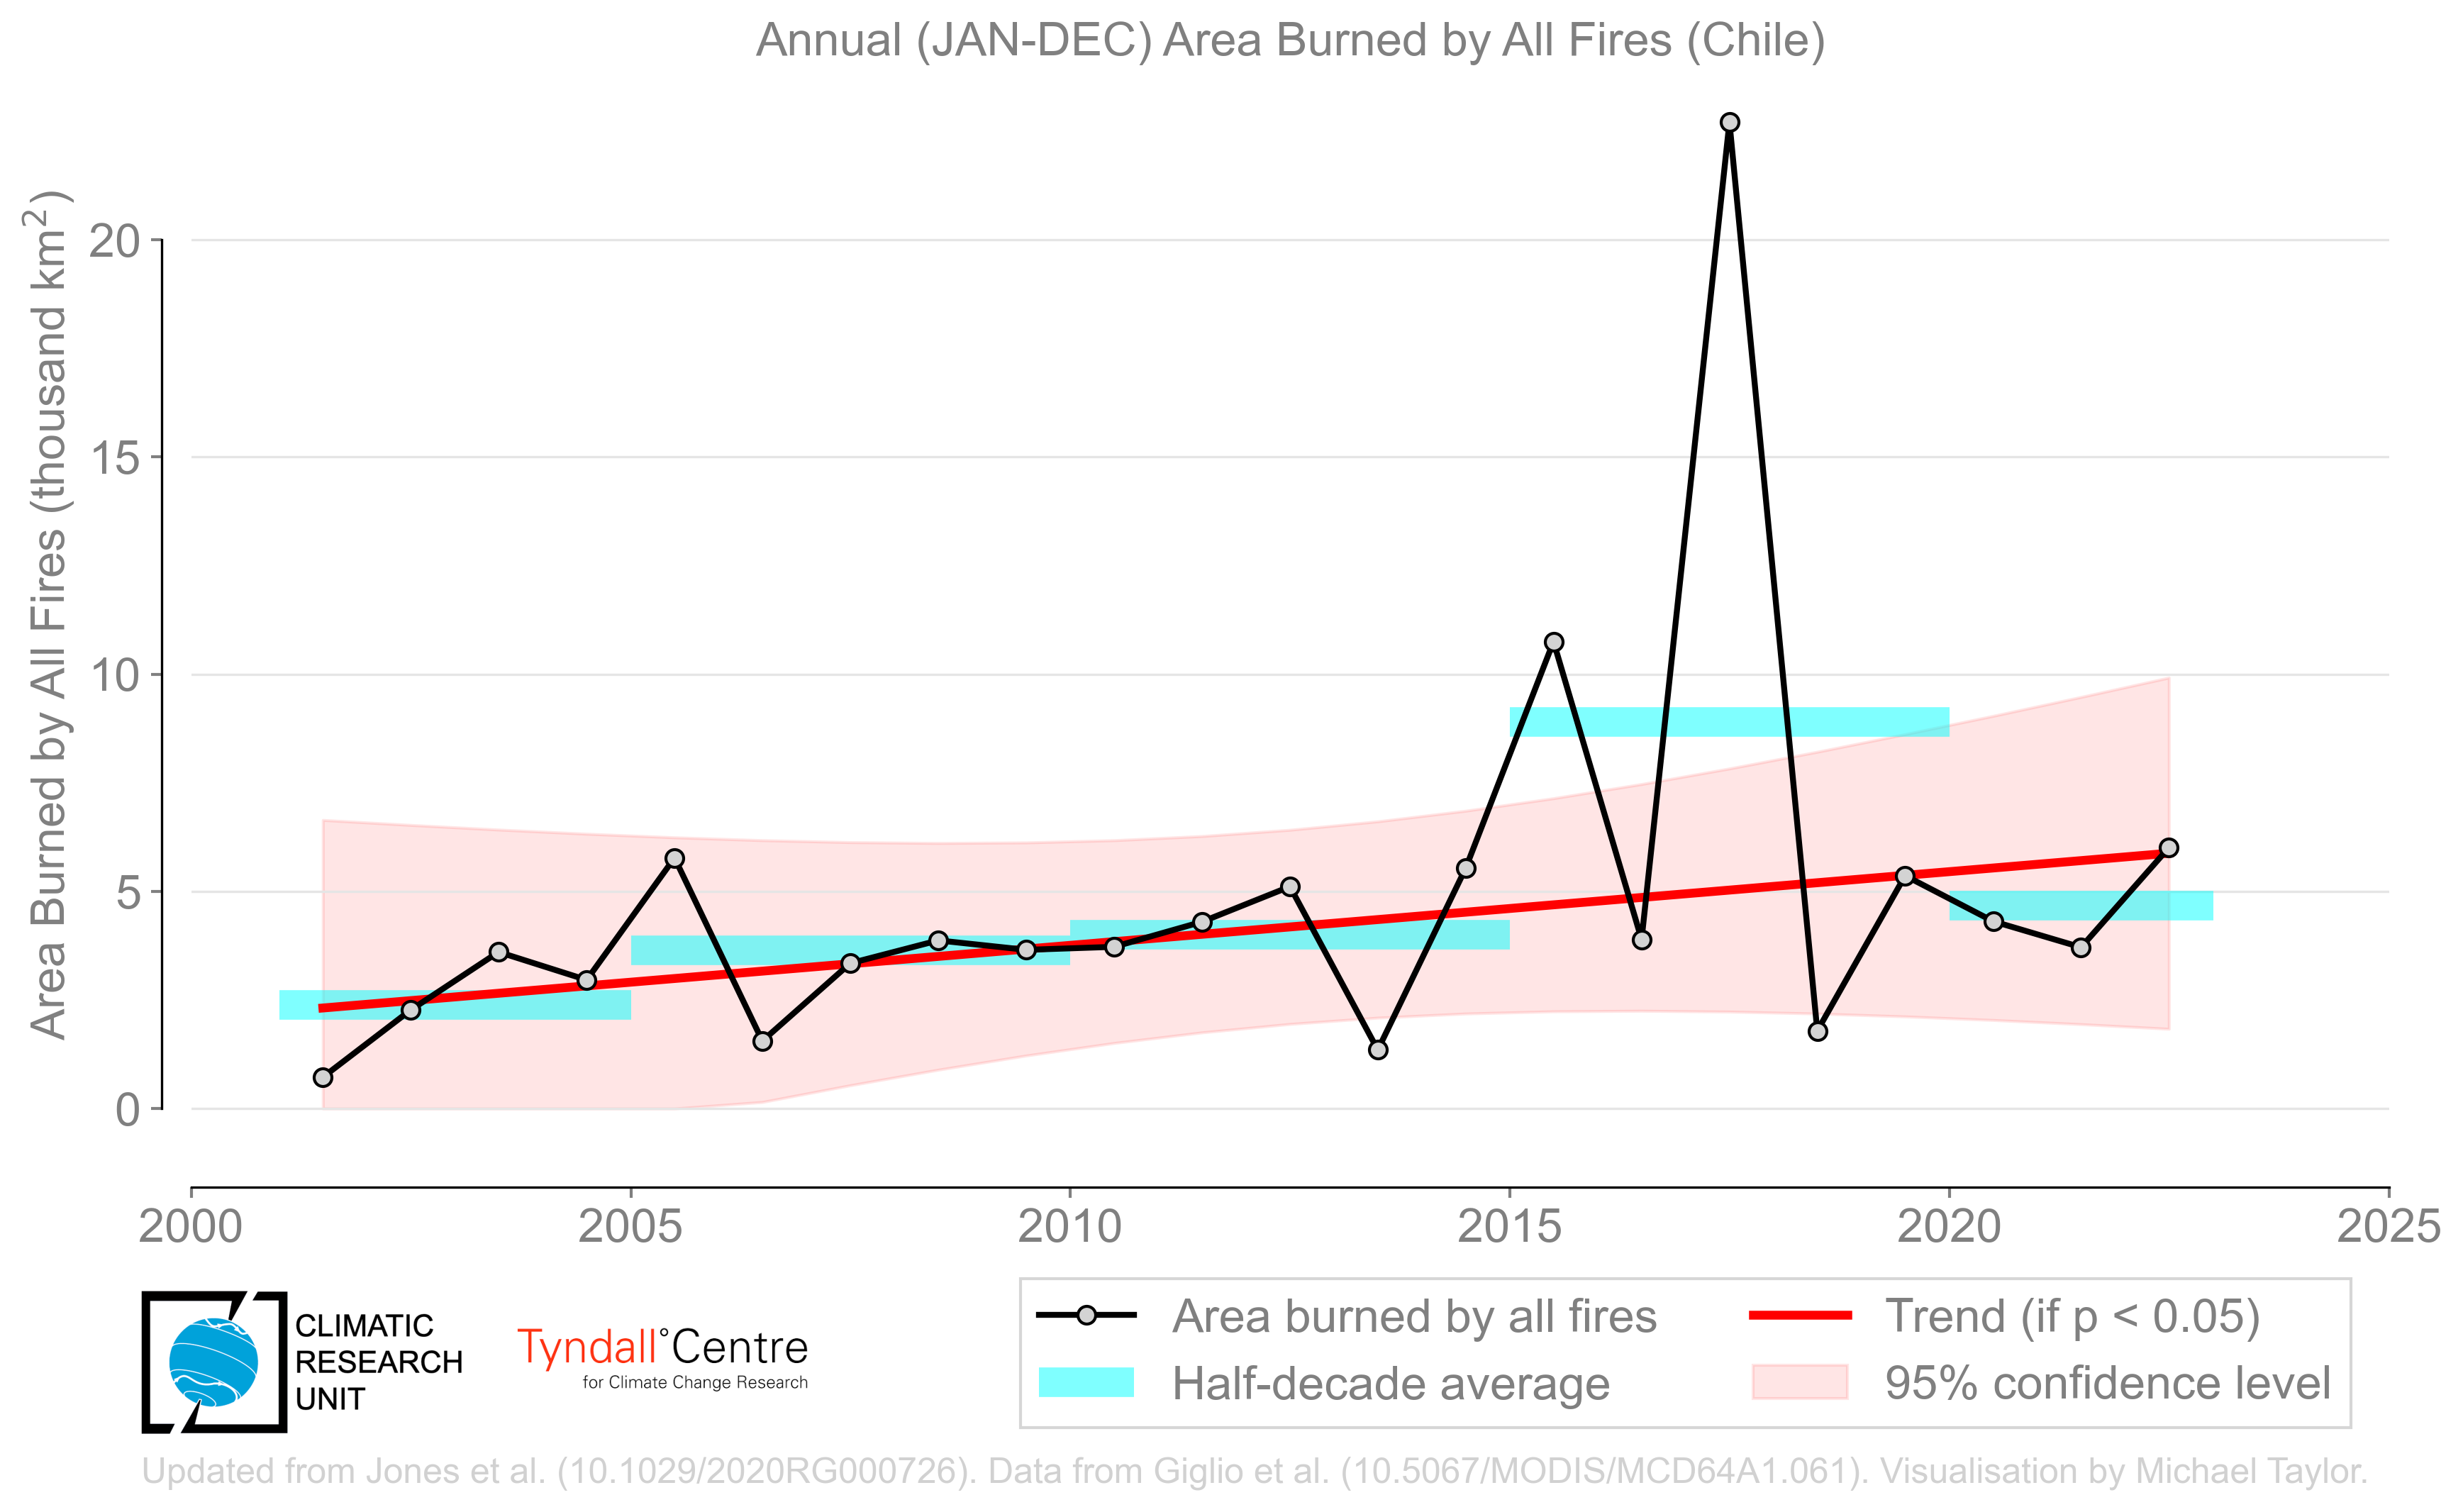 Annual (JAN-DEC) Area Burned by All Fires (Chile)
Area Burned by All Fires (thousand km²)
20
15
10
5
0
2000
2005
2010
2015
2020
2025
CLIMATIC
RESEARCH
UNIT
Tyndall°Centre
for Climate Change Research
Area burned by all fires
Half-decade average
Trend (if p < 0.05)
95% confidence level
Updated from Jones et al. (10.1029/2020RG000726). Data from Giglio et al. (10.5067/MODIS/MCD64A1.061). Visualisation by Michael Taylor.